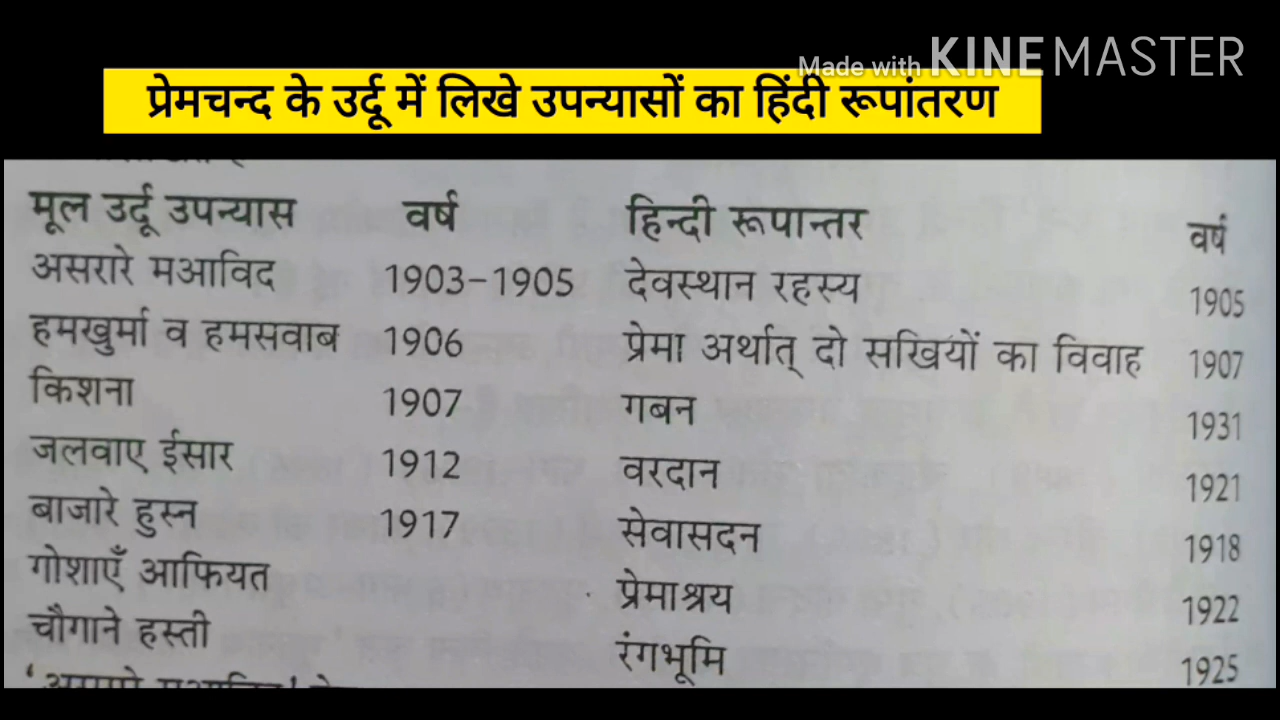 Made with KINEMASTER
प्रेमचन्द के उर्दू में लिखे उपन्यासों का हिंदी रूपांतरण
मूल उर्दू उपन्यास वर्ष हिन्दी रूपान्तर वर्ष
असरारे मआविद 1903-1905 देवस्थान रहस्य 1905
हमखुर्मा व हमसवाब 1906 प्रेमा अर्थात् दो सखियों का विवाह 1907
किशना 1907 गबन 1931
जलवाए ईसार 1912 वरदान 1921
बाजारे हुस्न 1917 सेवासदन 1918
गोशाएँ आफियत प्रेमाश्रय 1922
चौगाने हस्ती रंगभूमि 1925